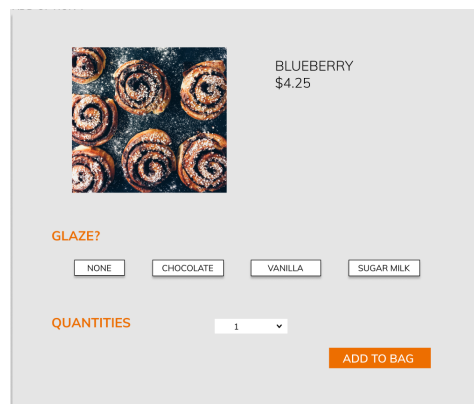 BLUEBERRY
$4.25
GLAZE?
NONE CHOCOLATE VANILLA SUGAR MILK
QUANTITIES 1
ADD TO BAG